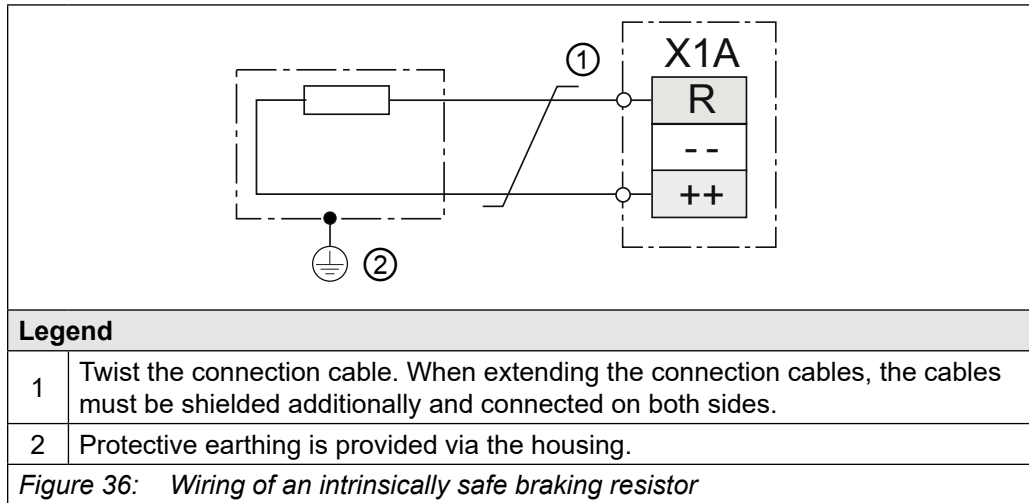 X1A
①
R
- -
++
②
Legend
1 Twist the connection cable. When extending the connection cables, the cables
must be shielded additionally and connected on both sides.
2 Protective earthing is provided via the housing.
Figure 36: Wiring of an intrinsically safe braking resistor